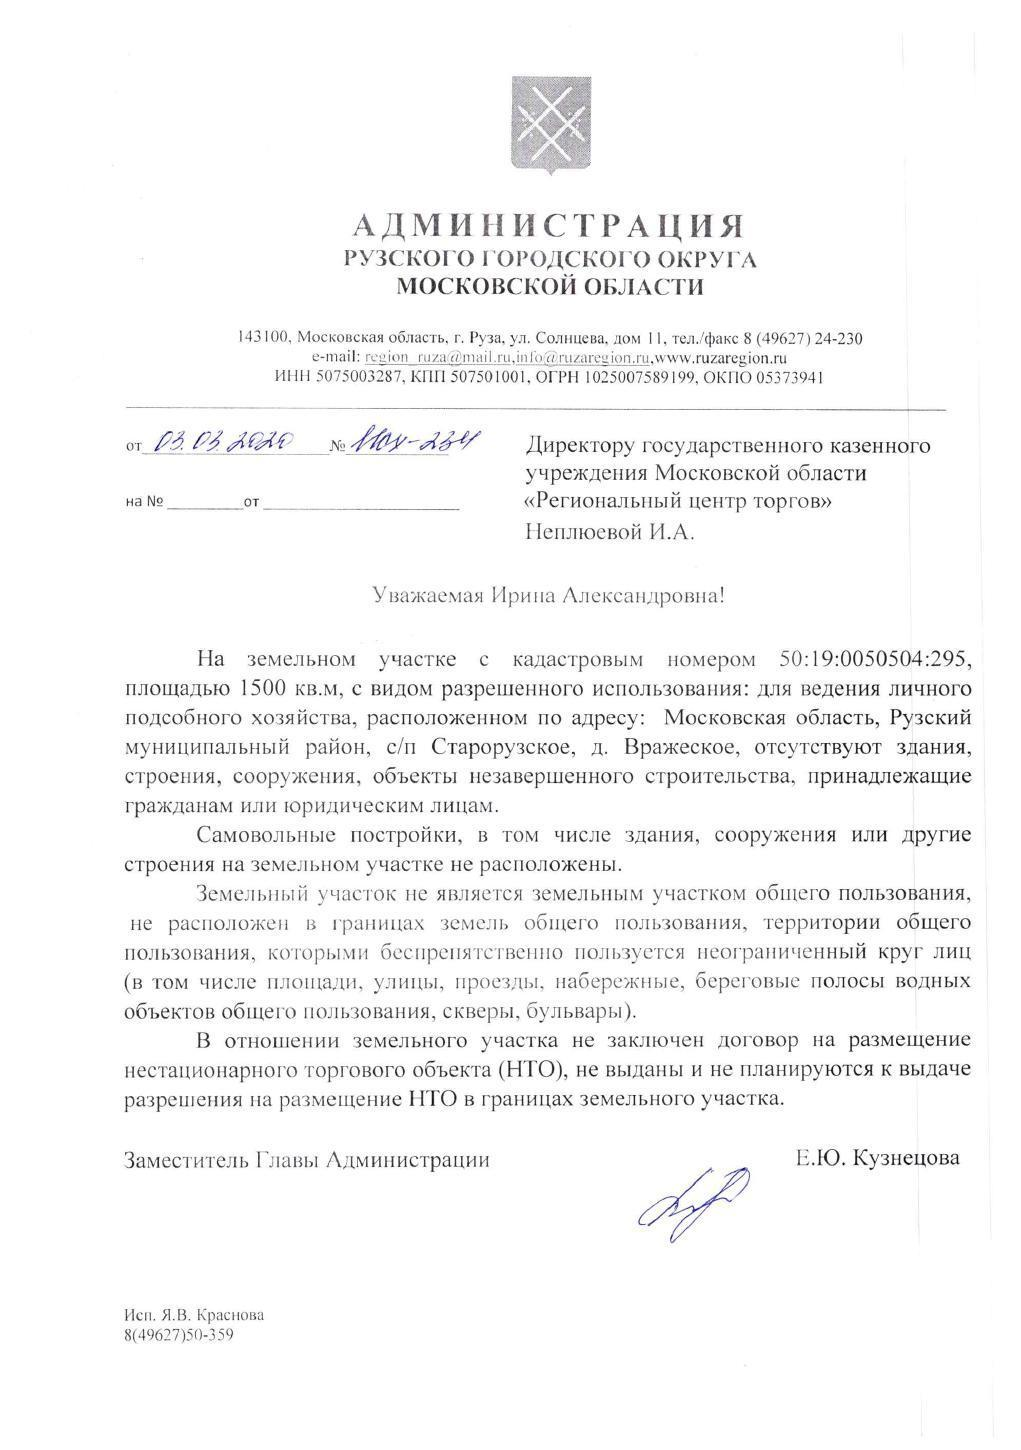 АДМИНИСТРАЦИЯ
РУЗСКОГО ГОРОДСКОГО ОКРУГА
МОСКОВСКОЙ ОБЛАСТИ
143100, Московская область, г. Руза, ул. Солнцева, дом 11, тел./факс 8 (49627) 24-230
e-mail: region_ruza@mail.ru,info@ruzaregion.ru,www.ruzaregion.ru
ИНН 5075003287, КПП 507501001, ОГРН 1025007589199, ОКПО 05373941
от 03.03.2020 №
на № от
Директору государственного казенного
учреждения Московской области
«Региональный центр торгов»
Неплюевой И.А.
Уважаемая Ирина Александровна!
На земельном участке с кадастровым номером 50:19:0050504:295,
площадью 1500 кв.м, с видом разрешенного использования: для ведения личного
подсобного хозяйства, расположенном по адресу: Московская область, Рузский
муниципальный район, с/п Старорузское, д. Вражеское, отсутствуют здания,
строения, сооружения, объекты незавершенного строительства, принадлежащие
гражданам или юридическим лицам.
Самовольные постройки, в том числе здания, сооружения или другие
строения на земельном участке не расположены.
Земельный участок не является земельным участком общего пользования,
не расположен в границах земель общего пользования, территории общего
пользования, которыми беспрепятственно пользуется неограниченный круг лиц
(в том числе площади, улицы, проезды, набережные, береговые полосы водных
объектов общего пользования, скверы, бульвары).
В отношении земельного участка не заключен договор на размещение
нестационарного торгового объекта (НТО), не выданы и не планируются к выдаче
разрешения на размещение НТО в границах земельного участка.
Заместитель Главы Администрации Е.Ю. Кузнецова
Исп. Я.В. Краснова
8(49627)50-359